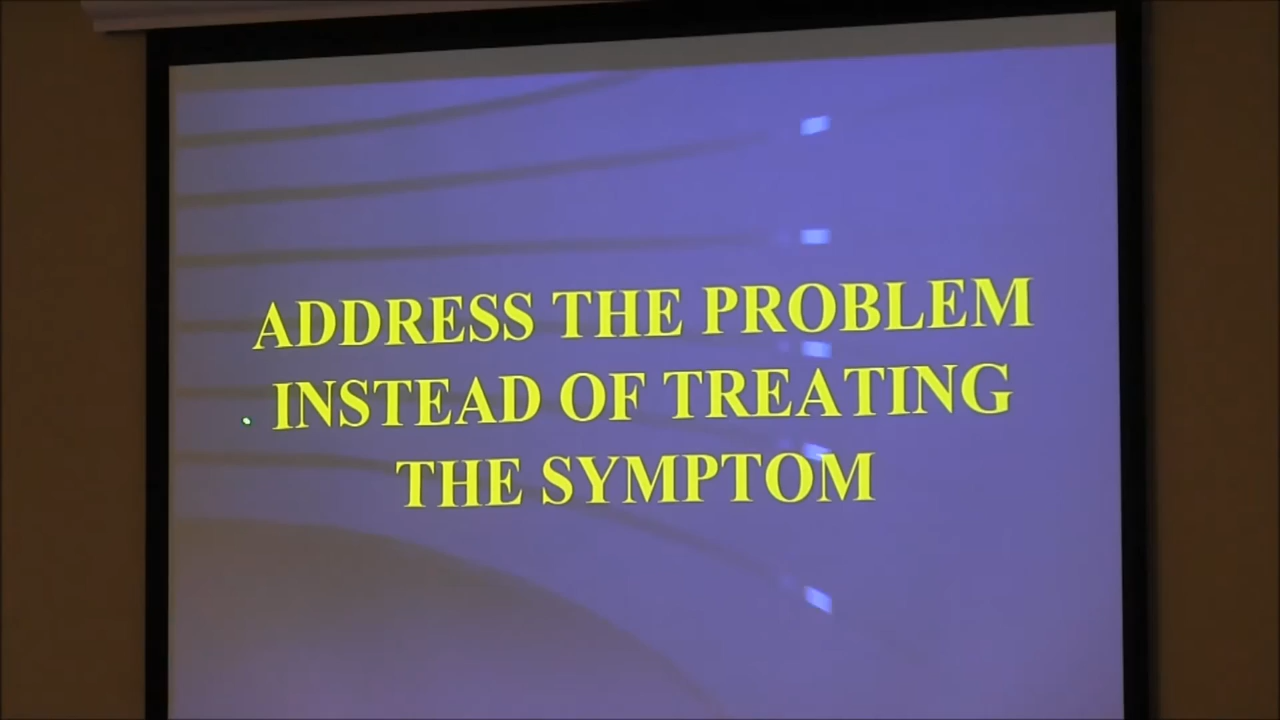 ADDRESS THE PROBLEM
INSTEAD OF TREATING
THE SYMPTOM